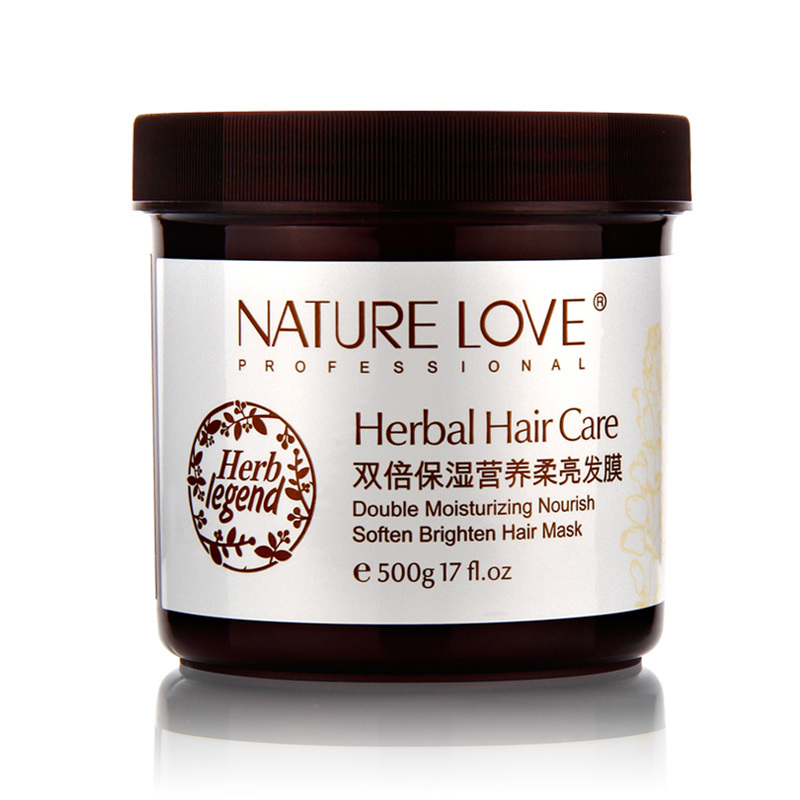 NATURE LOVE®
PROFESSIONAL
Herb
legend
Herbal Hair Care
双倍保湿营养柔亮发膜
Double Moisturizing Nourish
Soften Brighten Hair Mask
e 500g 17 fl.oz